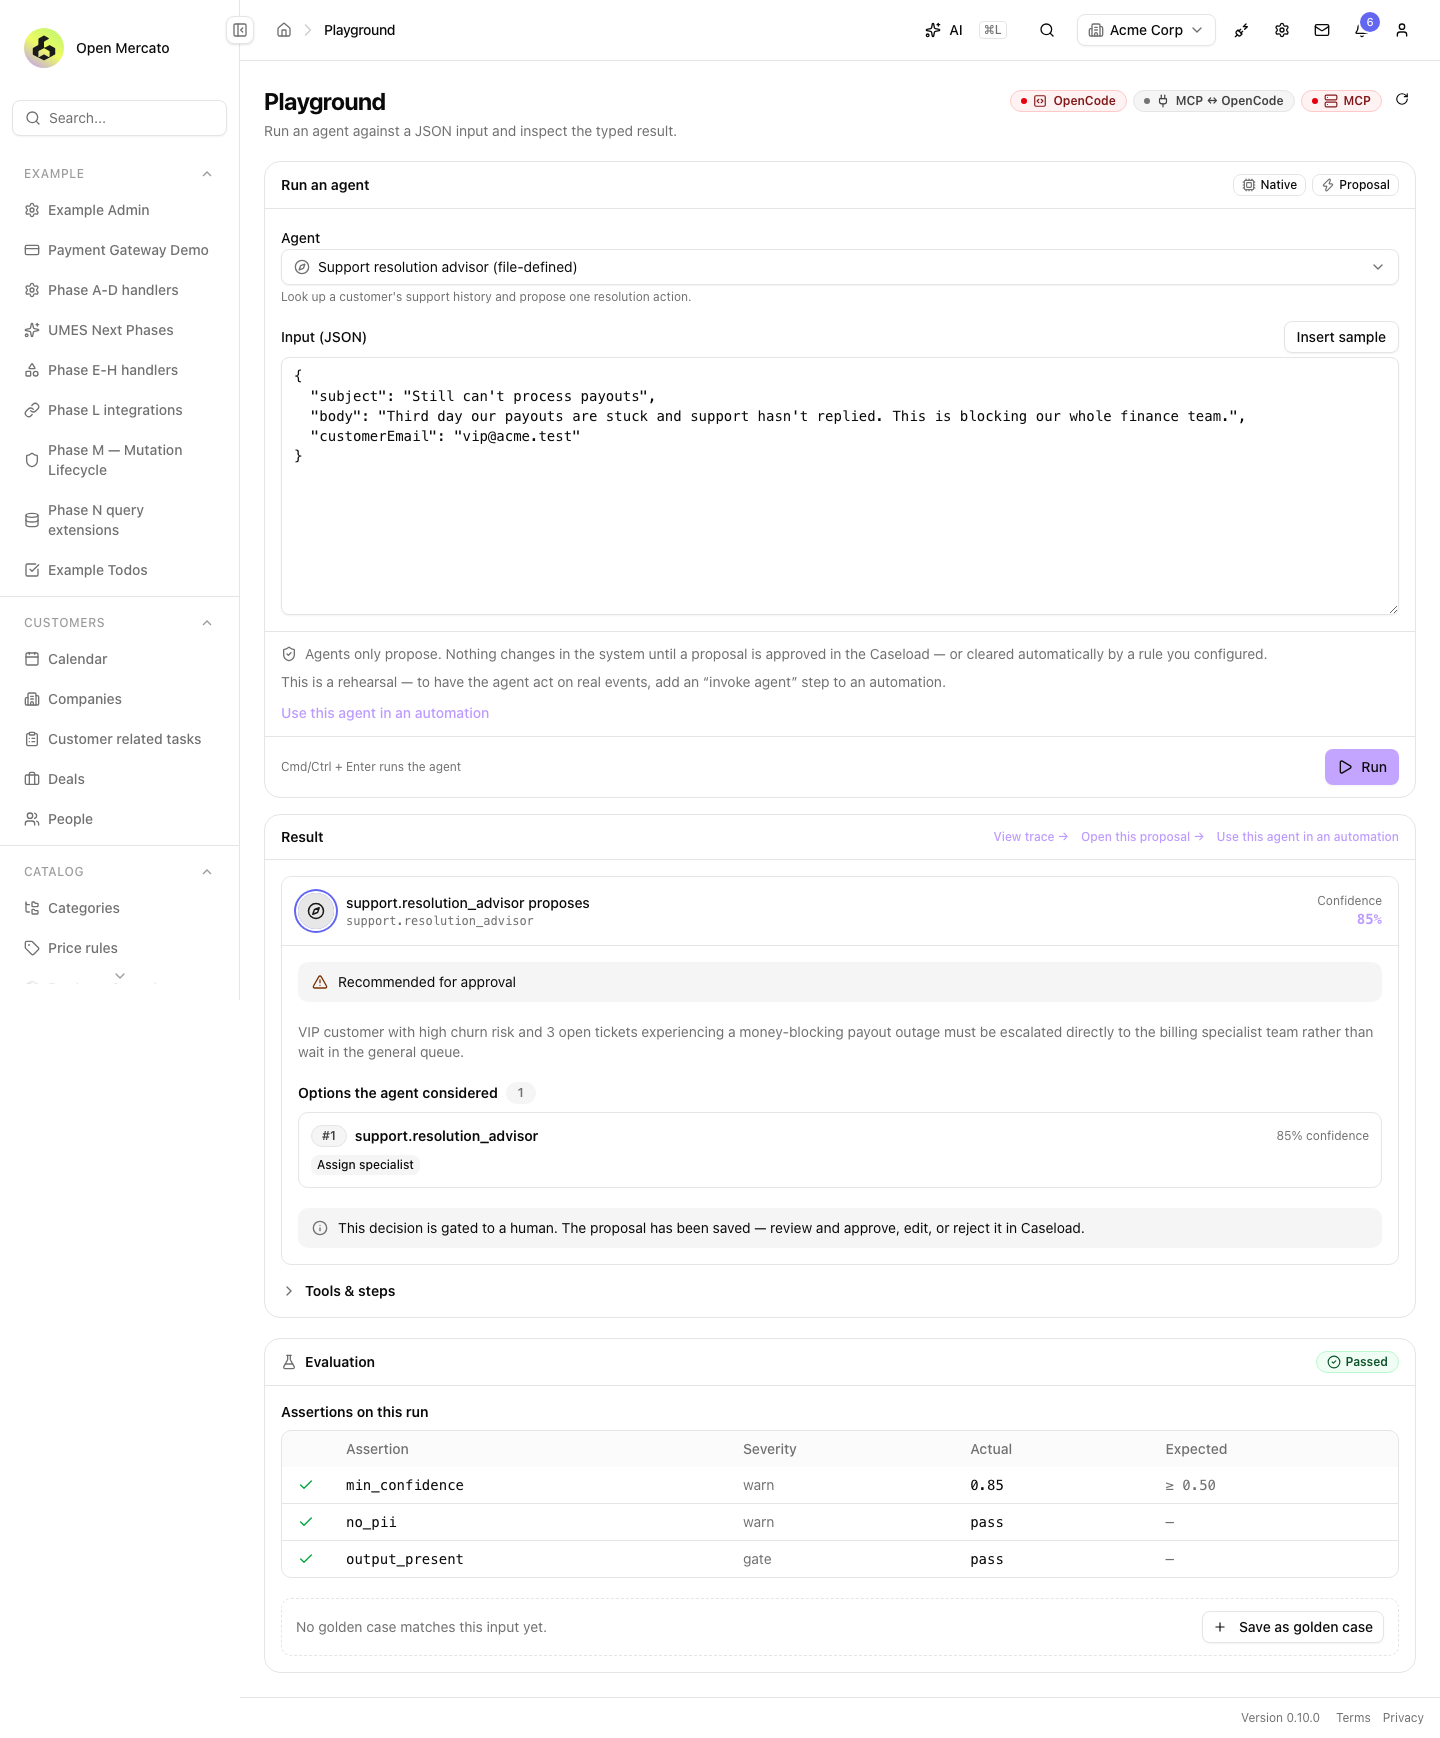 Open Mercato
Search...
EXAMPLE
Example Admin
Payment Gateway Demo
Phase A-D handlers
UMES Next Phases
Phase E-H handlers
Phase L integrations
Phase M — Mutation
Lifecycle
Phase N query
extensions
Example Todos
CUSTOMERS
Calendar
Companies
Customer related tasks
Deals
People
CATALOG
Categories
Price rules
Playground
AI
⌘L
Acme Corp
6
Playground
Run an agent against a JSON input and inspect the typed result.
OpenCode
MCP ↔ OpenCode
MCP
Run an agent
Native
Proposal
Agent
Support resolution advisor (file-defined)
Look up a customer's support history and propose one resolution action.
Input (JSON)
Insert sample
{
"subject": "Still can't process payouts",
"body": "Third day our payouts are stuck and support hasn't replied. This is blocking our whole finance team.",
"customerEmail": "vip@acme.test"
}
Agents only propose. Nothing changes in the system until a proposal is approved in the Caseload — or cleared automatically by a rule you configured.
This is a rehearsal — to have the agent act on real events, add an “invoke agent” step to an automation.
Use this agent in an automation
Cmd/Ctrl + Enter runs the agent
Run
Result
View trace →
Open this proposal →
Use this agent in an automation
support.resolution_advisor proposes
support.resolution_advisor
Confidence
85%
Recommended for approval
VIP customer with high churn risk and 3 open tickets experiencing a money-blocking payout outage must be escalated directly to the billing specialist team rather than
wait in the general queue.
Options the agent considered 1
#1 support.resolution_advisor
85% confidence
Assign specialist
This decision is gated to a human. The proposal has been saved — review and approve, edit, or reject it in Caseload.
Tools & steps
Evaluation
Passed
Assertions on this run
Assertion Severity Actual Expected
min_confidence warn 0.85 ≥ 0.50
no_pii warn pass —
output_present gate pass —
No golden case matches this input yet.
Save as golden case
Version 0.10.0 Terms Privacy